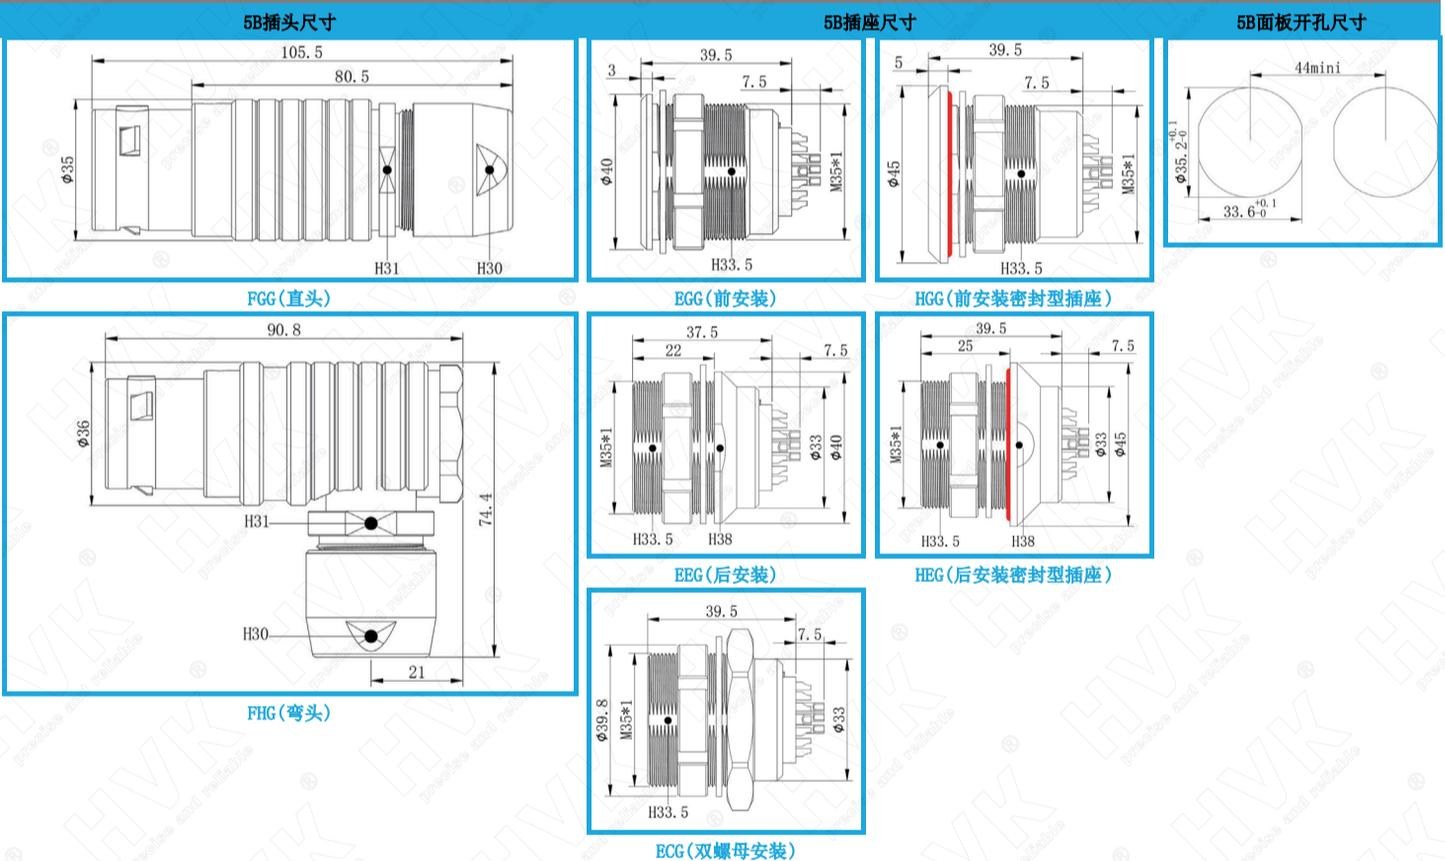 5B插头尺寸
5B插座尺寸
5B面板开孔尺寸
105.5
80.5
ϕ35
H31
H30
FGG(直头)
39.5
3
7.5
ϕ40
M35*1
H33.5
EGG(前安装)
39.5
5
7.5
ϕ45
M35*1
H33.5
HGG(前安装密封型插座)
44mini
ϕ35.2+0.1-0
33.6+0.1-0
90.8
ϕ36
74.4
H31
H30
21
FHG(弯头)
37.5
22
7.5
M35*1
ϕ33
ϕ40
H33.5
H38
EEG(后安装)
39.5
25
7.5
M35*1
ϕ33
ϕ45
H33.5
H38
HEG(后安装密封型插座)
39.5
7.5
ϕ39.8
M35*1
ϕ33
H33.5
ECG(双螺母安装)
HVK®
precise and reliable